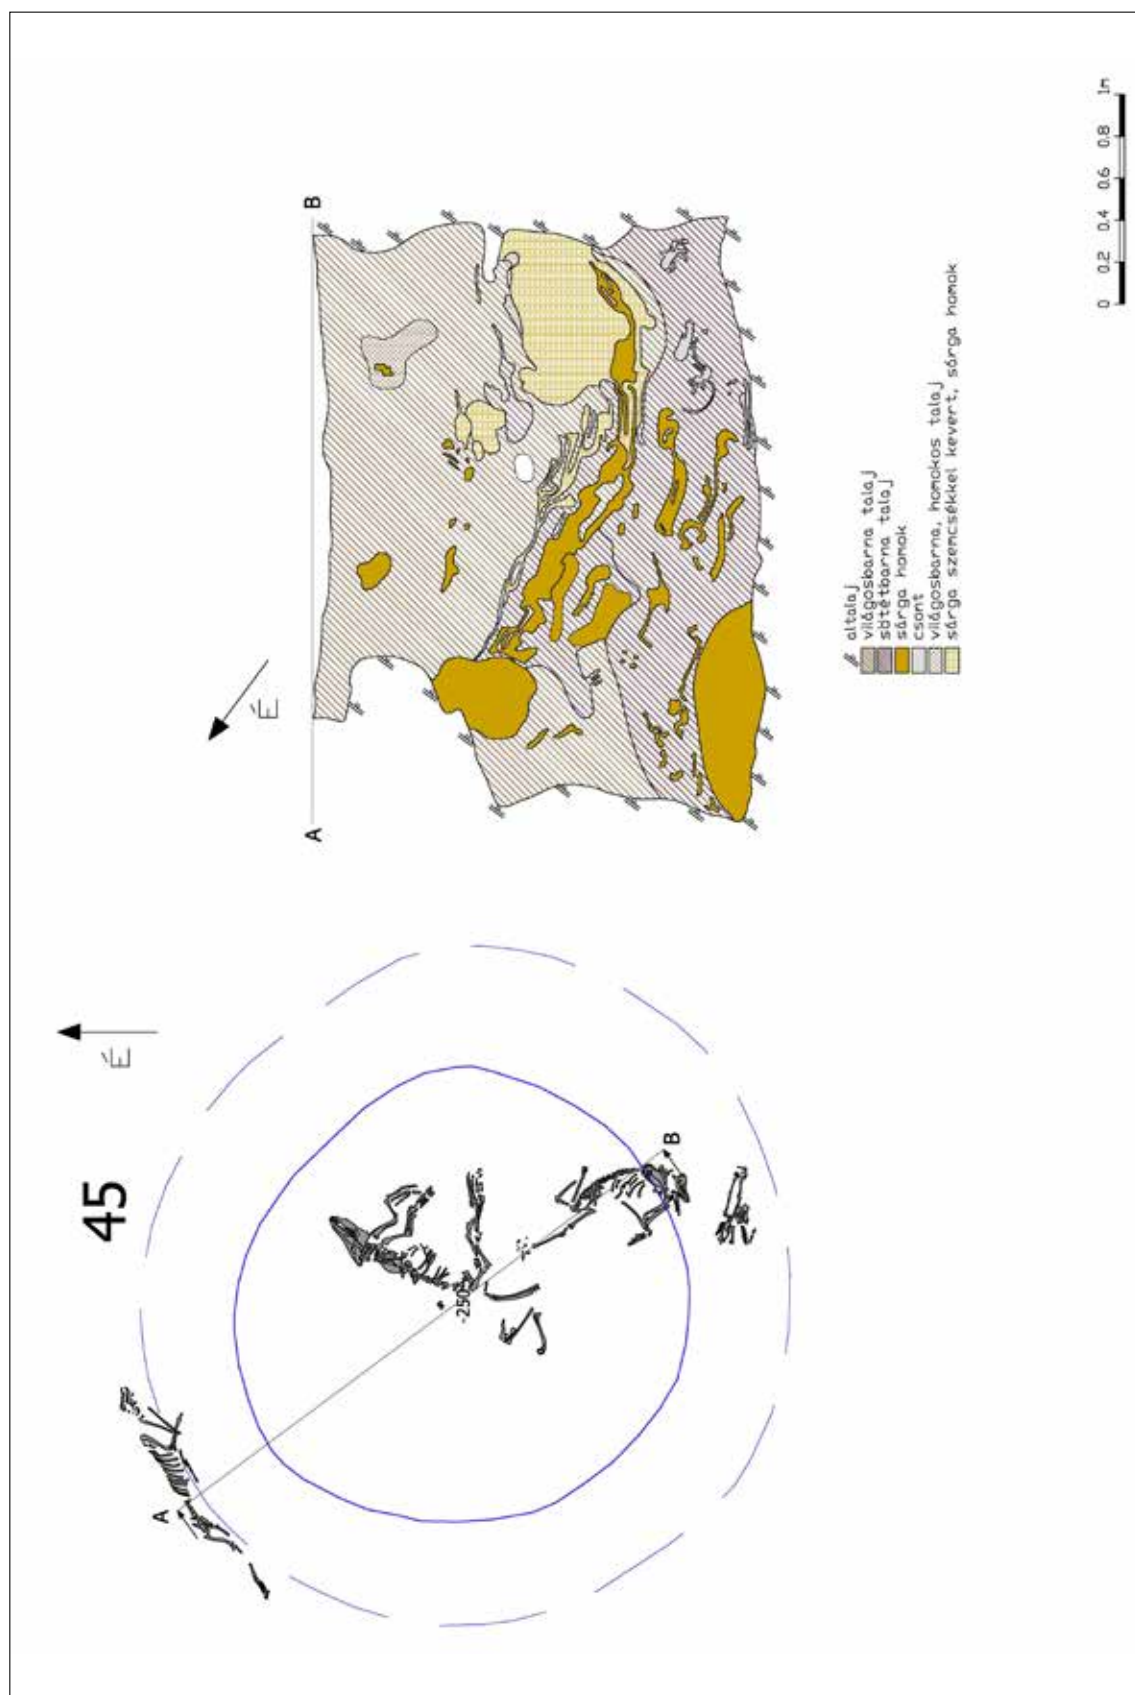 45
É
A
B
-250
É
A
B
altalaj
világosbarna talaj
sötétbarna talaj
sárga homok
csont
világosbarna, homokos talaj
sárga szemcsékkel kevert, sárga homok
0 0.2 0.4 0.6 0.8 1m